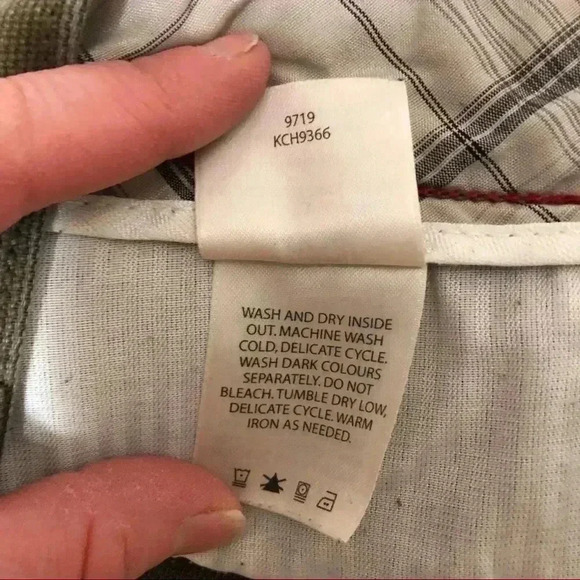 9719
KCH9366
WASH AND DRY INSIDE
OUT. MACHINE WASH
COLD, DELICATE CYCLE.
WASH DARK COLOURS
SEPARATELY. DO NOT
BLEACH. TUMBLE DRY LOW,
DELICATE CYCLE. WARM
IRON AS NEEDED.